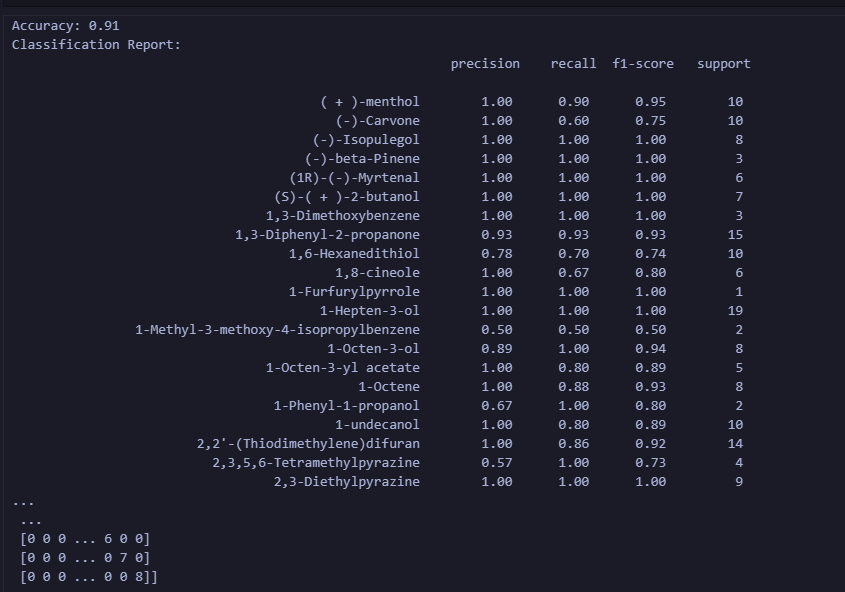 Accuracy: 0.91
Classification Report:
precision recall f1-score support
( + )-menthol 1.00 0.90 0.95 10
(-)-Carvone 1.00 0.60 0.75 10
(-)-Isopulegol 1.00 1.00 1.00 8
(-)-beta-Pinene 1.00 1.00 1.00 3
(1R)-(-)-Myrtenal 1.00 1.00 1.00 6
(S)-( + )-2-butanol 1.00 1.00 1.00 7
1,3-Dimethoxybenzene 1.00 1.00 1.00 3
1,3-Diphenyl-2-propanone 0.93 0.93 0.93 15
1,6-Hexanedithiol 0.78 0.70 0.74 10
1,8-cineole 1.00 0.67 0.80 6
1-Furfurylpyrrole 1.00 1.00 1.00 1
1-Hepten-3-ol 1.00 1.00 1.00 19
1-Methyl-3-methoxy-4-isopropylbenzene 0.50 0.50 0.50 2
1-Octen-3-ol 0.89 1.00 0.94 8
1-Octen-3-yl acetate 1.00 0.80 0.89 5
1-Octene 1.00 0.88 0.93 8
1-Phenyl-1-propanol 0.67 1.00 0.80 2
1-undecanol 1.00 0.80 0.89 10
2,2'-(Thiodimethylene)difuran 1.00 0.86 0.92 14
2,3,5,6-Tetramethylpyrazine 0.57 1.00 0.73 4
2,3-Diethylpyrazine 1.00 1.00 1.00 9
...
...
[0 0 0 ... 6 0 0]
[0 0 0 ... 0 7 0]
[0 0 0 ... 0 0 8]]